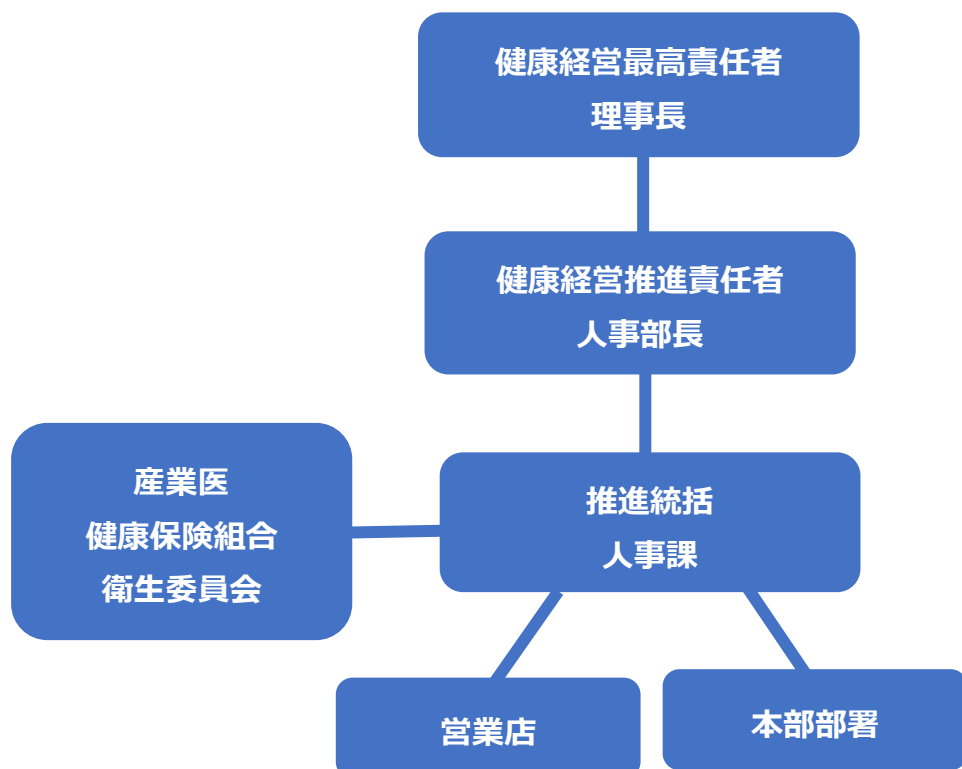 健康経営最高責任者
理事長
健康経営推進責任者
人事部長
産業医
健康保険組合
衛生委員会
推進統括
人事課
営業店
本部部署